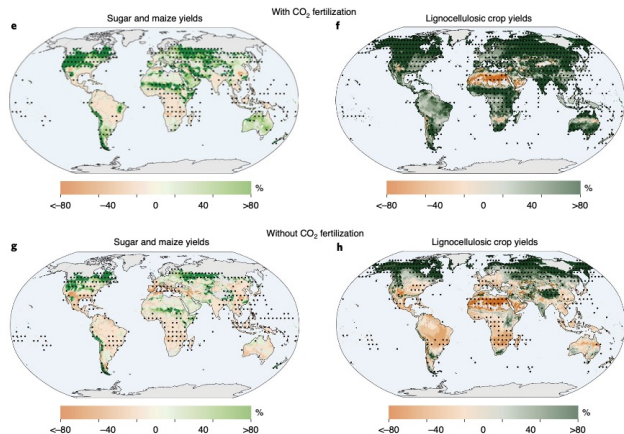 With CO₂ fertilization
e Sugar and maize yields
f Lignocellulosic crop yields
%
<–80 –40 0 40 >80
%
<–80 –40 0 40 >80
Without CO₂ fertilization
g Sugar and maize yields
h Lignocellulosic crop yields
%
<–80 –40 0 40 >80
%
<–80 –40 0 40 >80